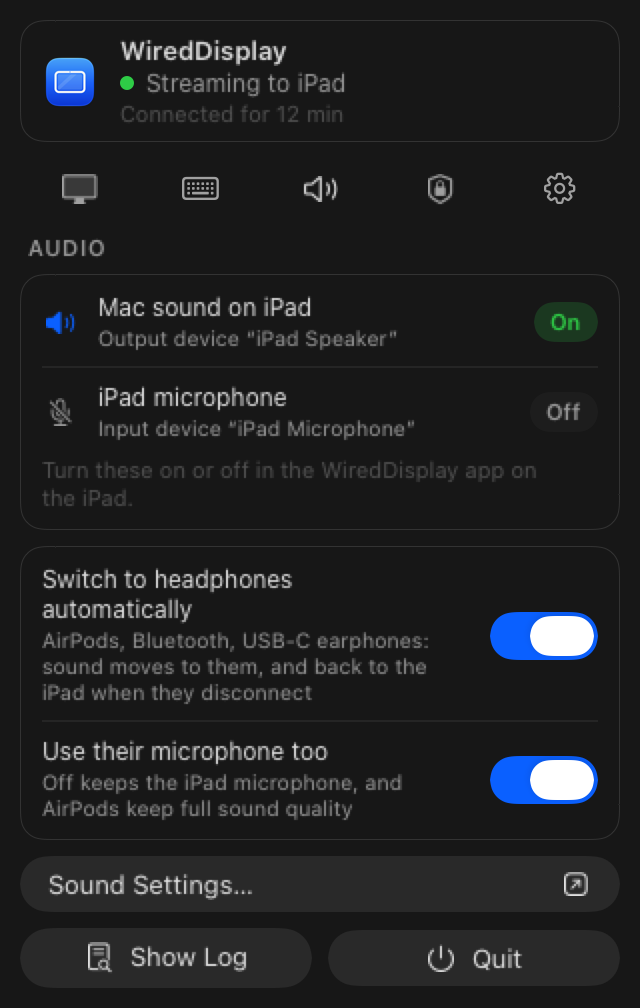 WiredDisplay
Streaming to iPad
Connected for 12 min
AUDIO
Mac sound on iPad
Output device “iPad Speaker”
On
iPad microphone
Input device “iPad Microphone”
Off
Turn these on or off in the WiredDisplay app on
the iPad.
Switch to headphones
automatically
AirPods, Bluetooth, USB-C earphones:
sound moves to them, and back to the
iPad when they disconnect
Use their microphone too
Off keeps the iPad microphone, and
AirPods keep full sound quality
Sound Settings...
Show Log
Quit